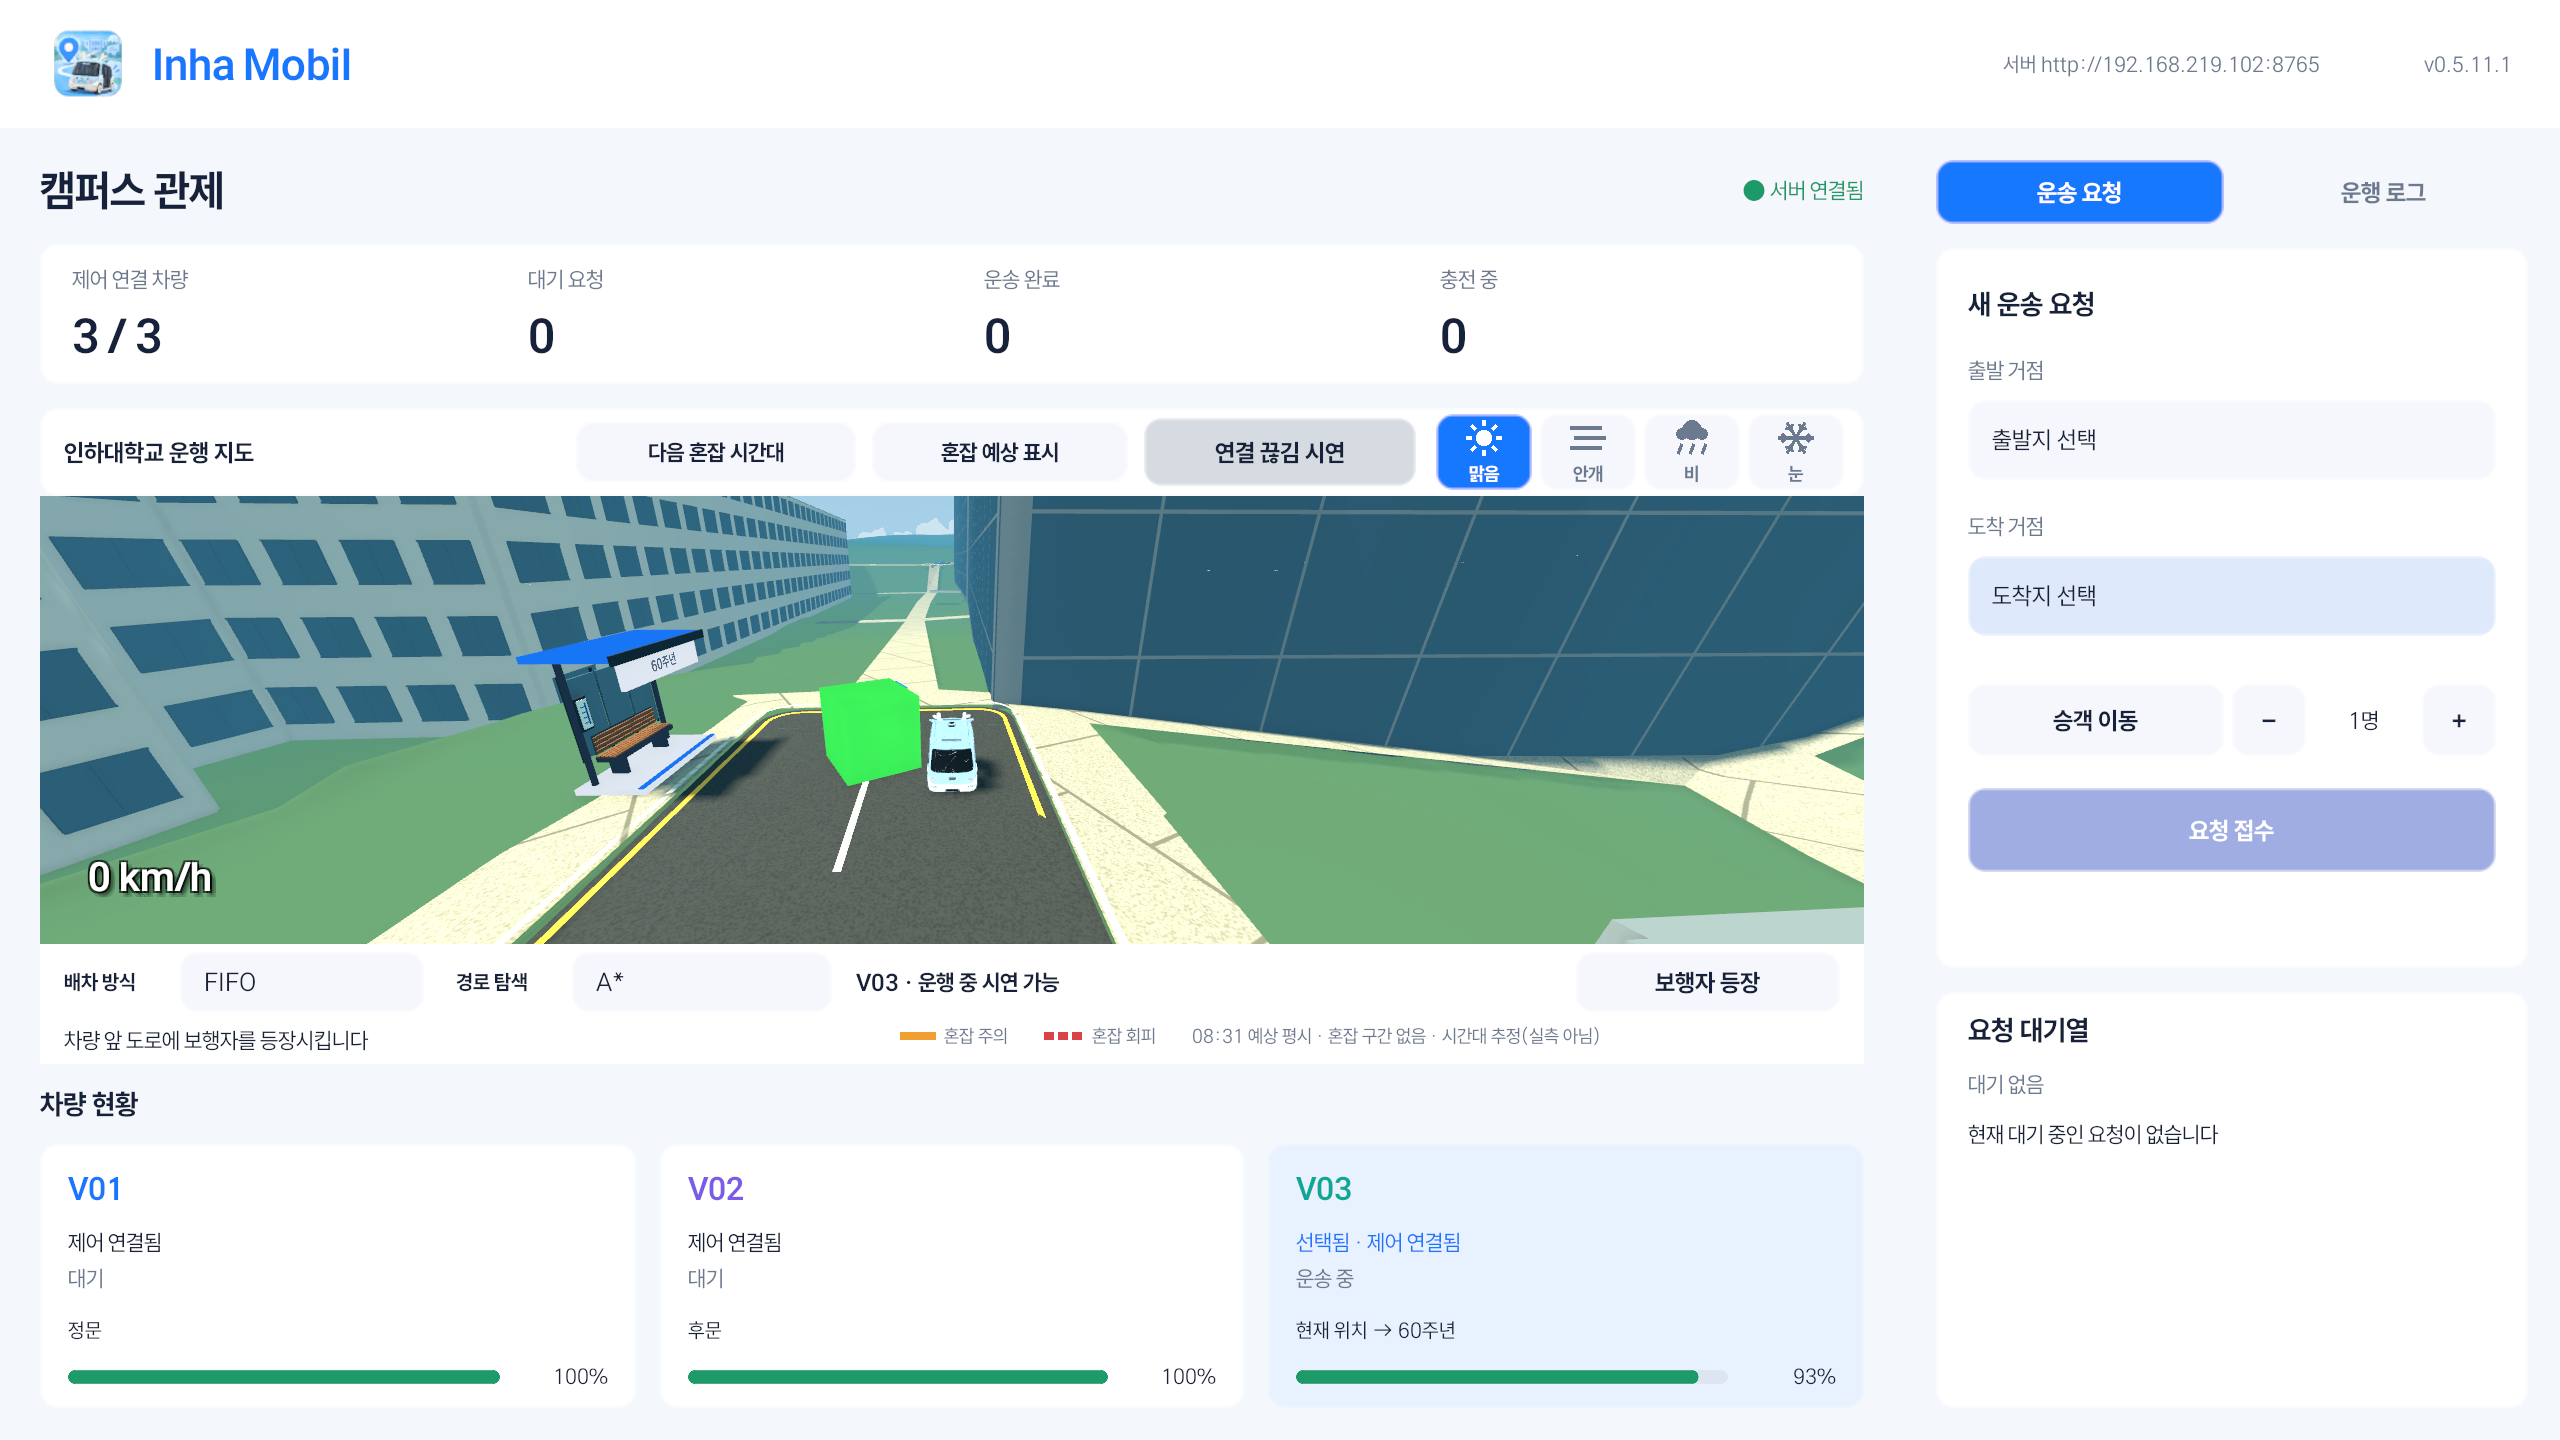 Inha Mobil
서버 http://192.168.219.102:8765
v0.5.11.1
캠퍼스 관제
서버 연결됨
제어 연결 차량
3 / 3
대기 요청
0
운송 완료
0
충전 중
0
인하대학교 운행 지도
다음 혼잡 시간대
혼잡 예상 표시
연결 끊김 시연
맑음
안개
비
눈
60주년
0 km/h
배차 방식
FIFO
경로 탐색
A*
V03 · 운행 중 시연 가능
보행자 등장
차량 앞 도로에 보행자를 등장시킵니다
혼잡 주의
혼잡 회피
08:31 예상 평시 · 혼잡 구간 없음 · 시간대 추정(실측 아님)
차량 현황
V01
제어 연결됨
대기
정문
100%
V02
제어 연결됨
대기
후문
100%
V03
선택됨 · 제어 연결됨
운송 중
현재 위치 → 60주년
93%
운송 요청
운행 로그
새 운송 요청
출발 거점
출발지 선택
도착 거점
도착지 선택
승객 이동
−
1명
+
요청 접수
요청 대기열
대기 없음
현재 대기 중인 요청이 없습니다